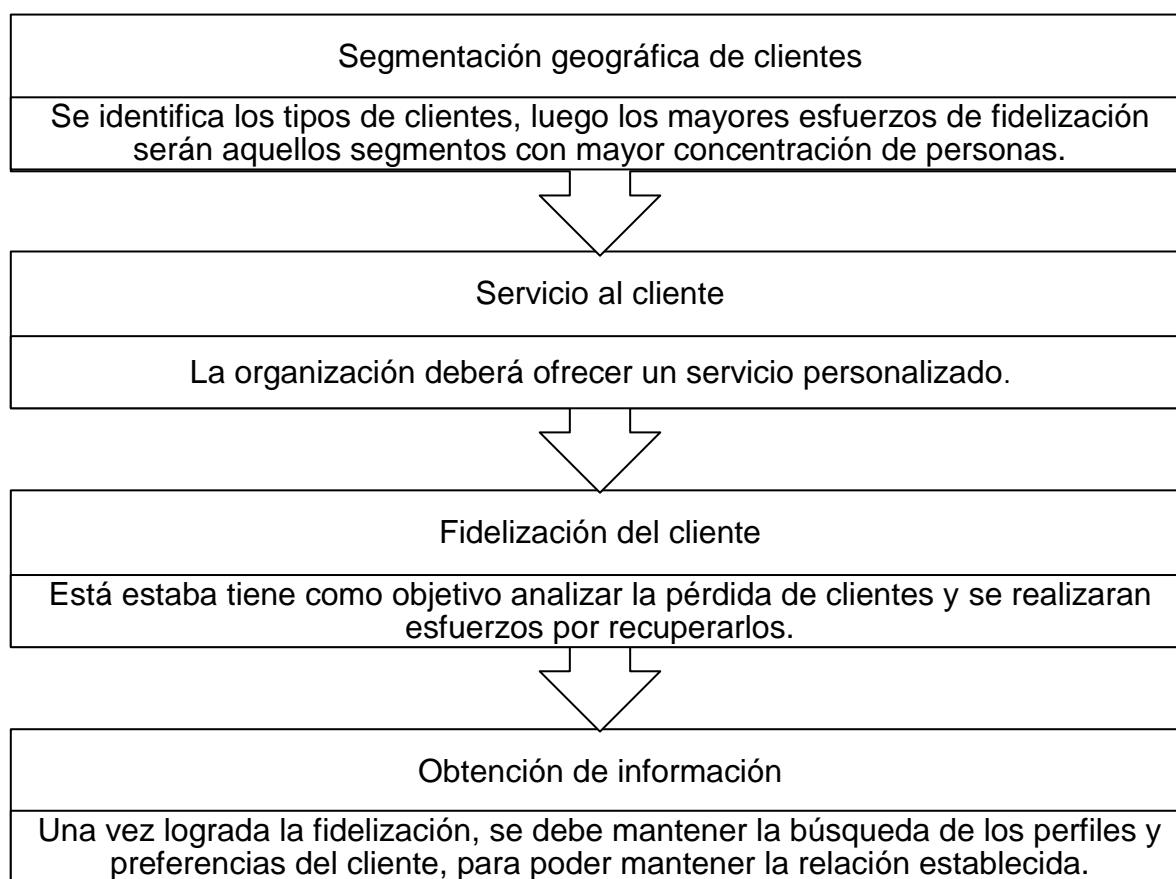 Segmentación geográfica de clientes
Se identifica los tipos de clientes, luego los mayores esfuerzos de fidelización
serán aquellos segmentos con mayor concentración de personas.
Servicio al cliente
La organización deberá ofrecer un servicio personalizado.
Fidelización del cliente
Está estaba tiene como objetivo analizar la pérdida de clientes y se realizaran
esfuerzos por recuperarlos.
Obtención de información
Una vez lograda la fidelización, se debe mantener la búsqueda de los perfiles y
preferencias del cliente, para poder mantener la relación establecida.